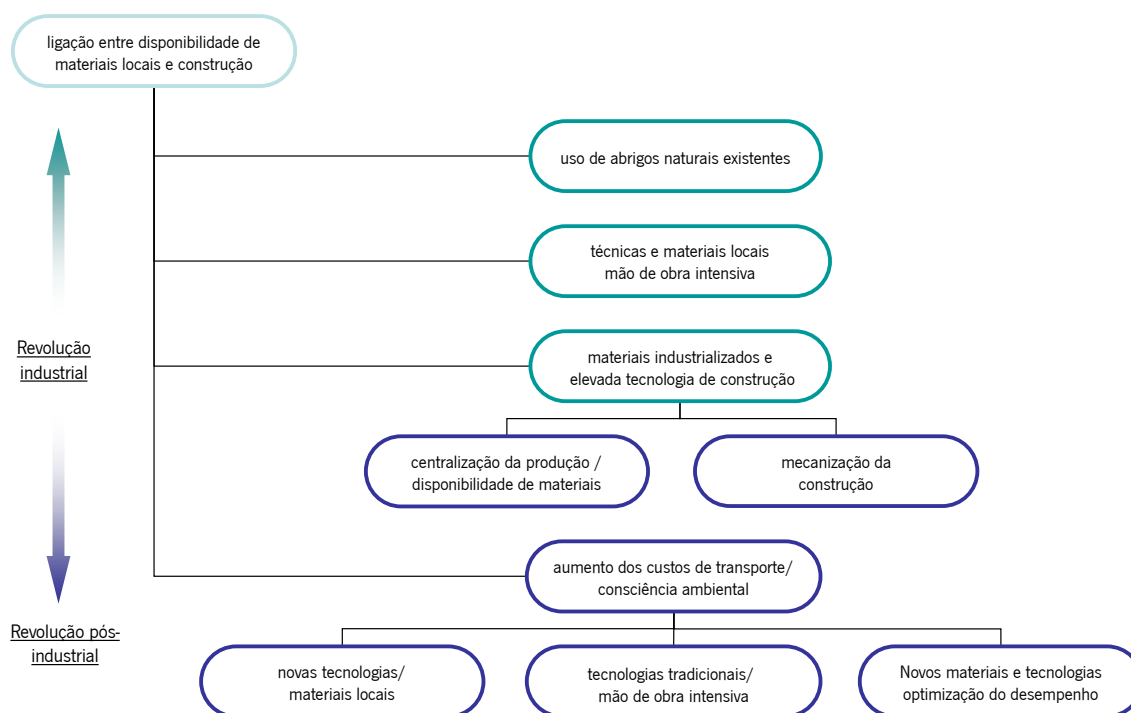 ligação entre disponibilidade de
materiais locais e construção
uso de abrigos naturais existentes
técnicas e materiais locais
mão de obra intensiva
Revolução
industrial
materiais industrializados e
elevada tecnologia de construção
centralização da produção /
disponibilidade de materiais
mecanização da
construção
aumento dos custos de transporte/
consciência ambiental
Revolução pós-
industrial
novas tecnologias/
materiais locais
tecnologias tradicionais/
mão de obra intensiva
Novos materiais e tecnologias
optimização do desempenho